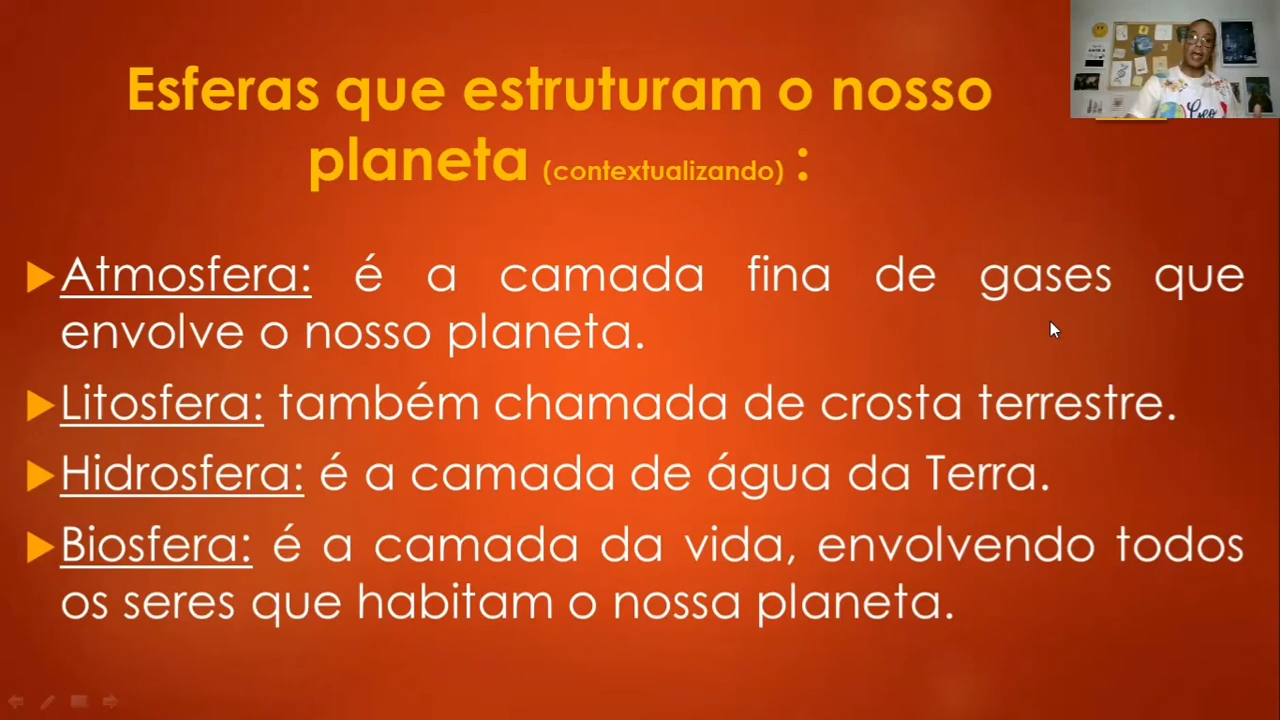 Esferas que estruturam o nosso
planeta (contextualizando) :
Atmosfera: é a camada fina de gases que
envolve o nosso planeta.
Litosfera: também chamada de crosta terrestre.
Hidrosfera: é a camada de água da Terra.
Biosfera: é a camada da vida, envolvendo todos
os seres que habitam o nossa planeta.